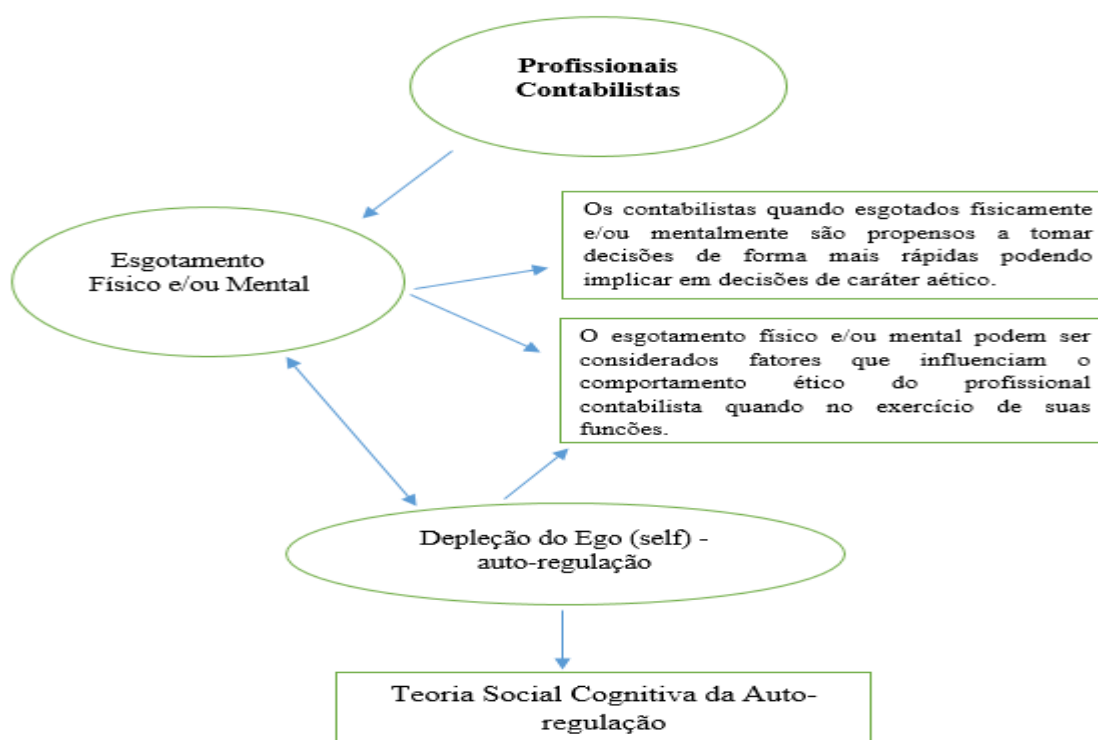 Profissionais
Contabilistas
Esgotamento
Físico e/ou Mental
Os contabilistas quando esgotados físicamente
e/ou mentalmente são propensos a tomar
decisões de forma mais rápidas podendo
implicar em decisões de caráter aético.
O esgotamento físico e/ou mental podem ser
considerados fatores que influenciam o
comportamento ético do profissional
contabilista quando no exercício de suas
funcões.
Depleção do Ego (self) -
auto-regulação
Teoria Social Cognitiva da Auto-
regulação